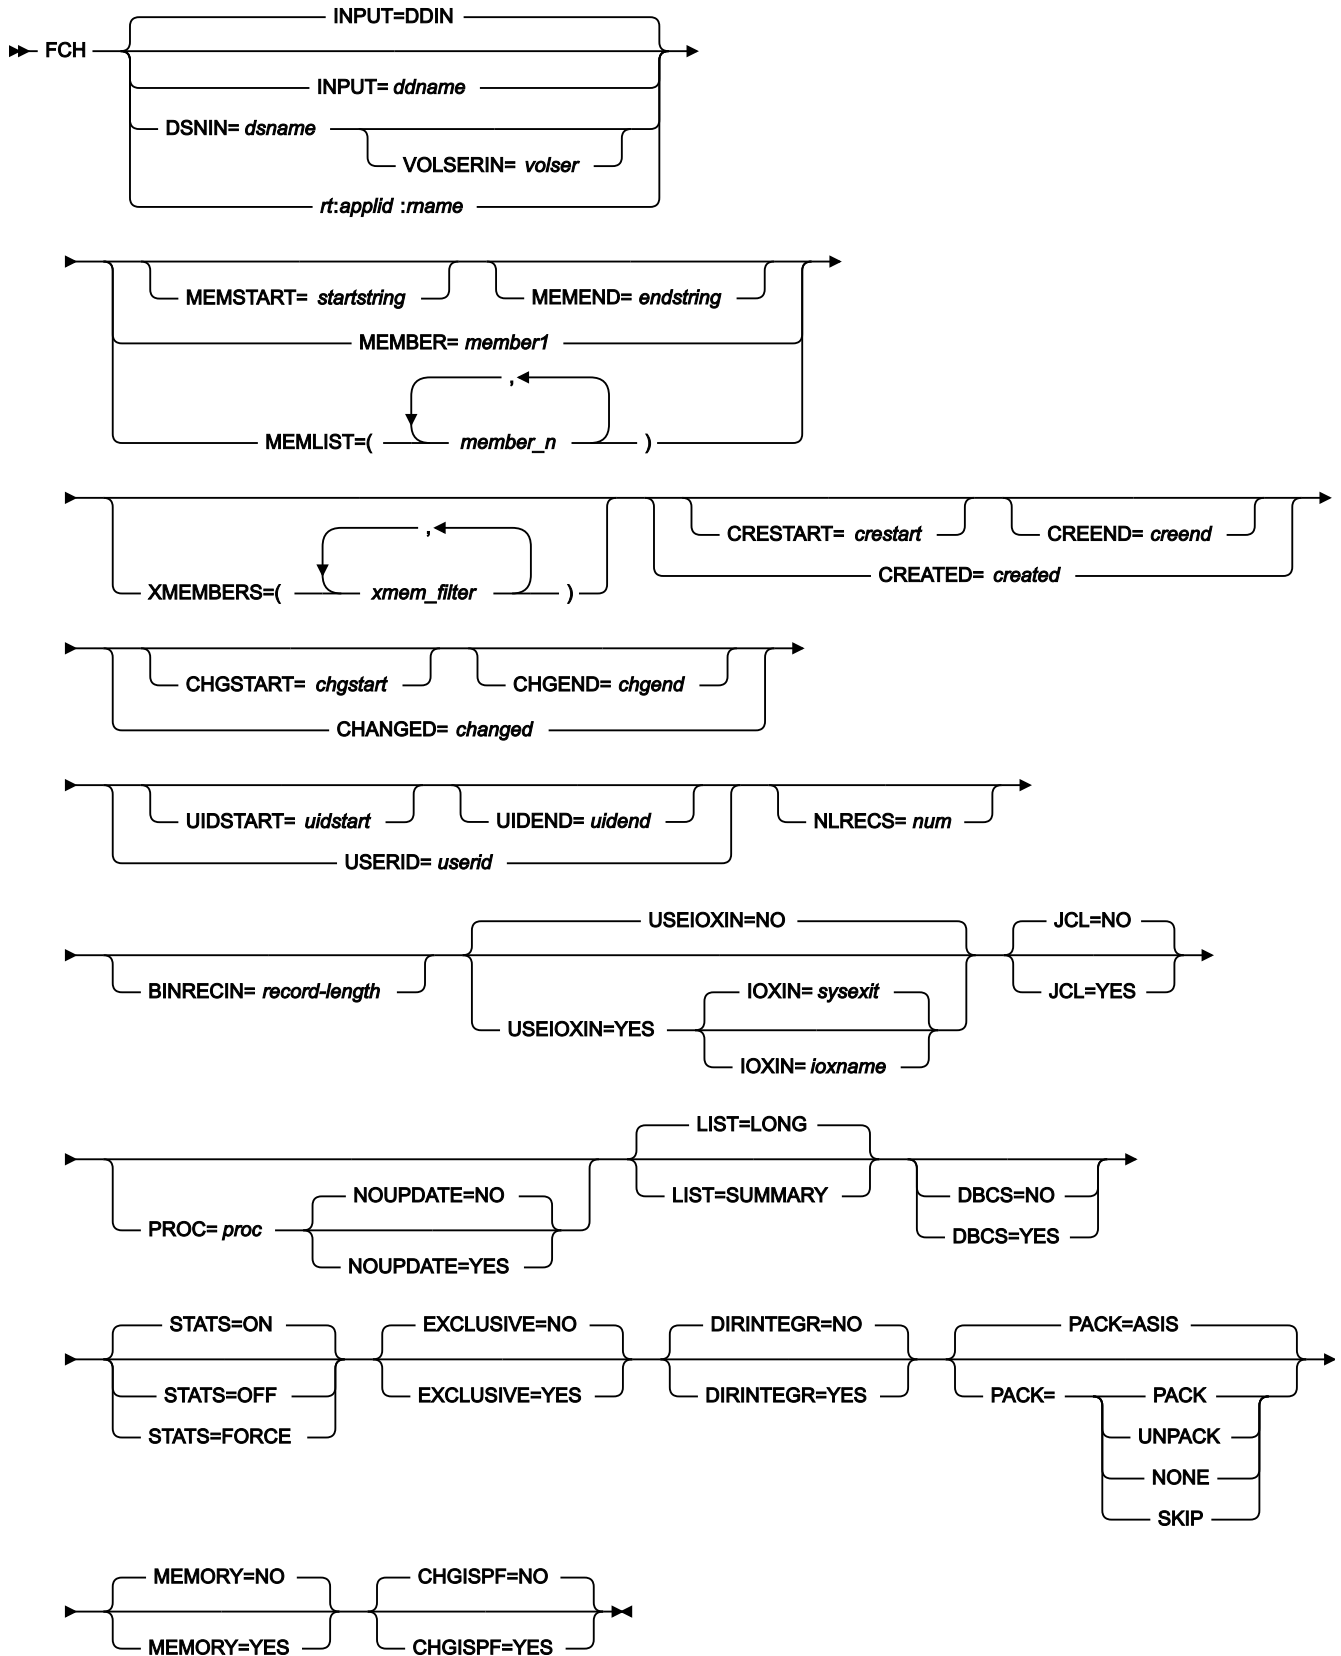 INPUT=DDIN
FCH
INPUT= ddname
DSNIN= dsname
VOLSERIN= volser
rt:applid :rname
MEMSTART= startstring MEMEND= endstring
MEMBER= member1
,
MEMLIST=( member_n )
CRESTART= crestart CREEND= creend
,
CREATED= created
XMEMBERS=( xmem_filter )
CHGSTART= chgstart CHGEND= chgend
CHANGED= changed
UIDSTART= uidstart UIDEND= uidend NLRECS= num
USERID= userid
USEIOXIN=NO JCL=NO
BINRECIN= record-length IOXIN= sysexit JCL=YES
USEIOXIN=YES
IOXIN= ioxname
LIST=LONG
NOUPDATE=NO LIST=SUMMARY DBCS=NO
PROC= proc DBCS=YES
NOUPDATE=YES
STATS=ON EXCLUSIVE=NO DIRINTEGR=NO PACK=ASIS
STATS=OFF EXCLUSIVE=YES DIRINTEGR=YES PACK= PACK
STATS=FORCE UNPACK
NONE
SKIP
MEMORY=NO CHGISPF=NO
MEMORY=YES CHGISPF=YES